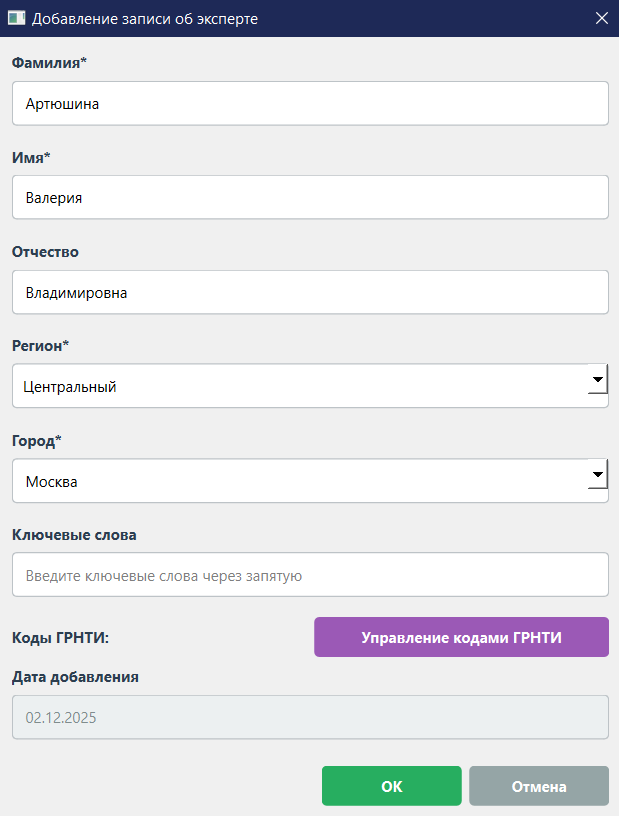 Добавление записи об эксперте
Фамилия*
Артюшина
Имя*
Валерия
Отчество
Владимировна
Регион*
Центральный
Город*
Москва
Ключевые слова
Введите ключевые слова через запятую
Коды ГРНТИ:
Управление кодами ГРНТИ
Дата добавления
02.12.2025
OK
Отмена